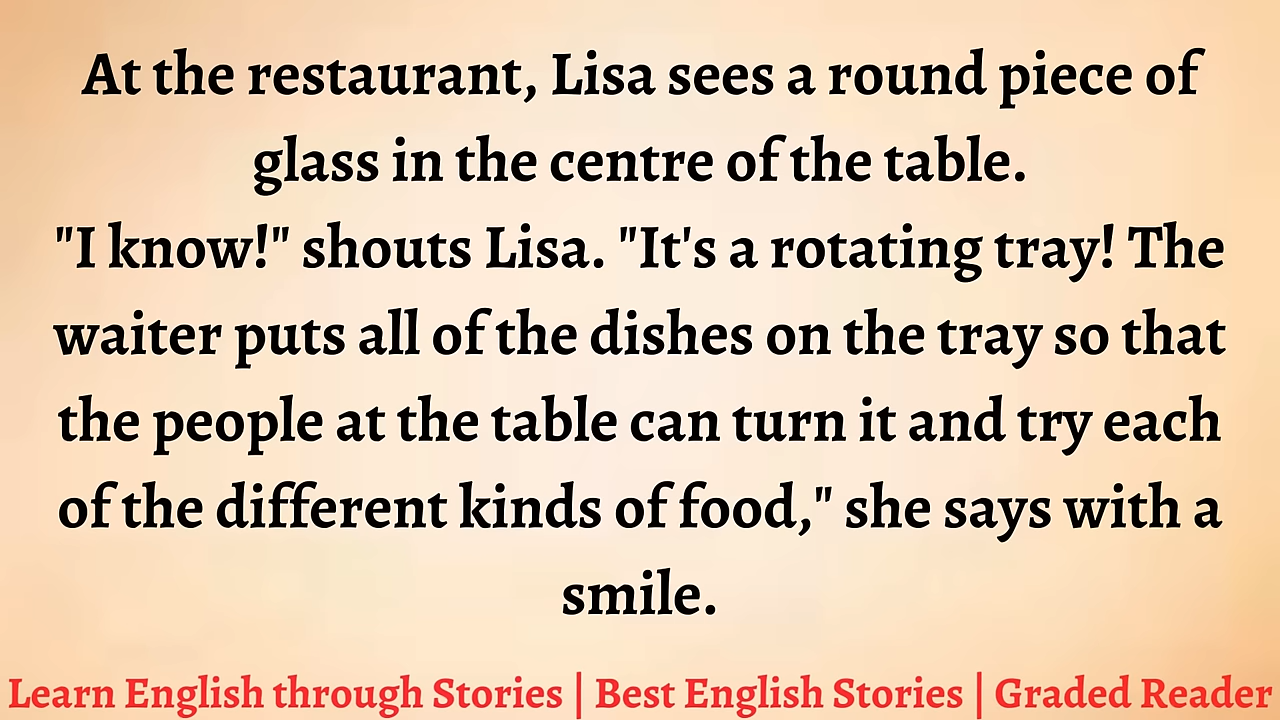 At the restaurant, Lisa sees a round piece of
glass in the centre of the table.
"I know!" shouts Lisa. "It's a rotating tray! The
waiter puts all of the dishes on the tray so that
the people at the table can turn it and try each
of the different kinds of food," she says with a
smile.
Learn English through Stories | Best English Stories | Graded Reader